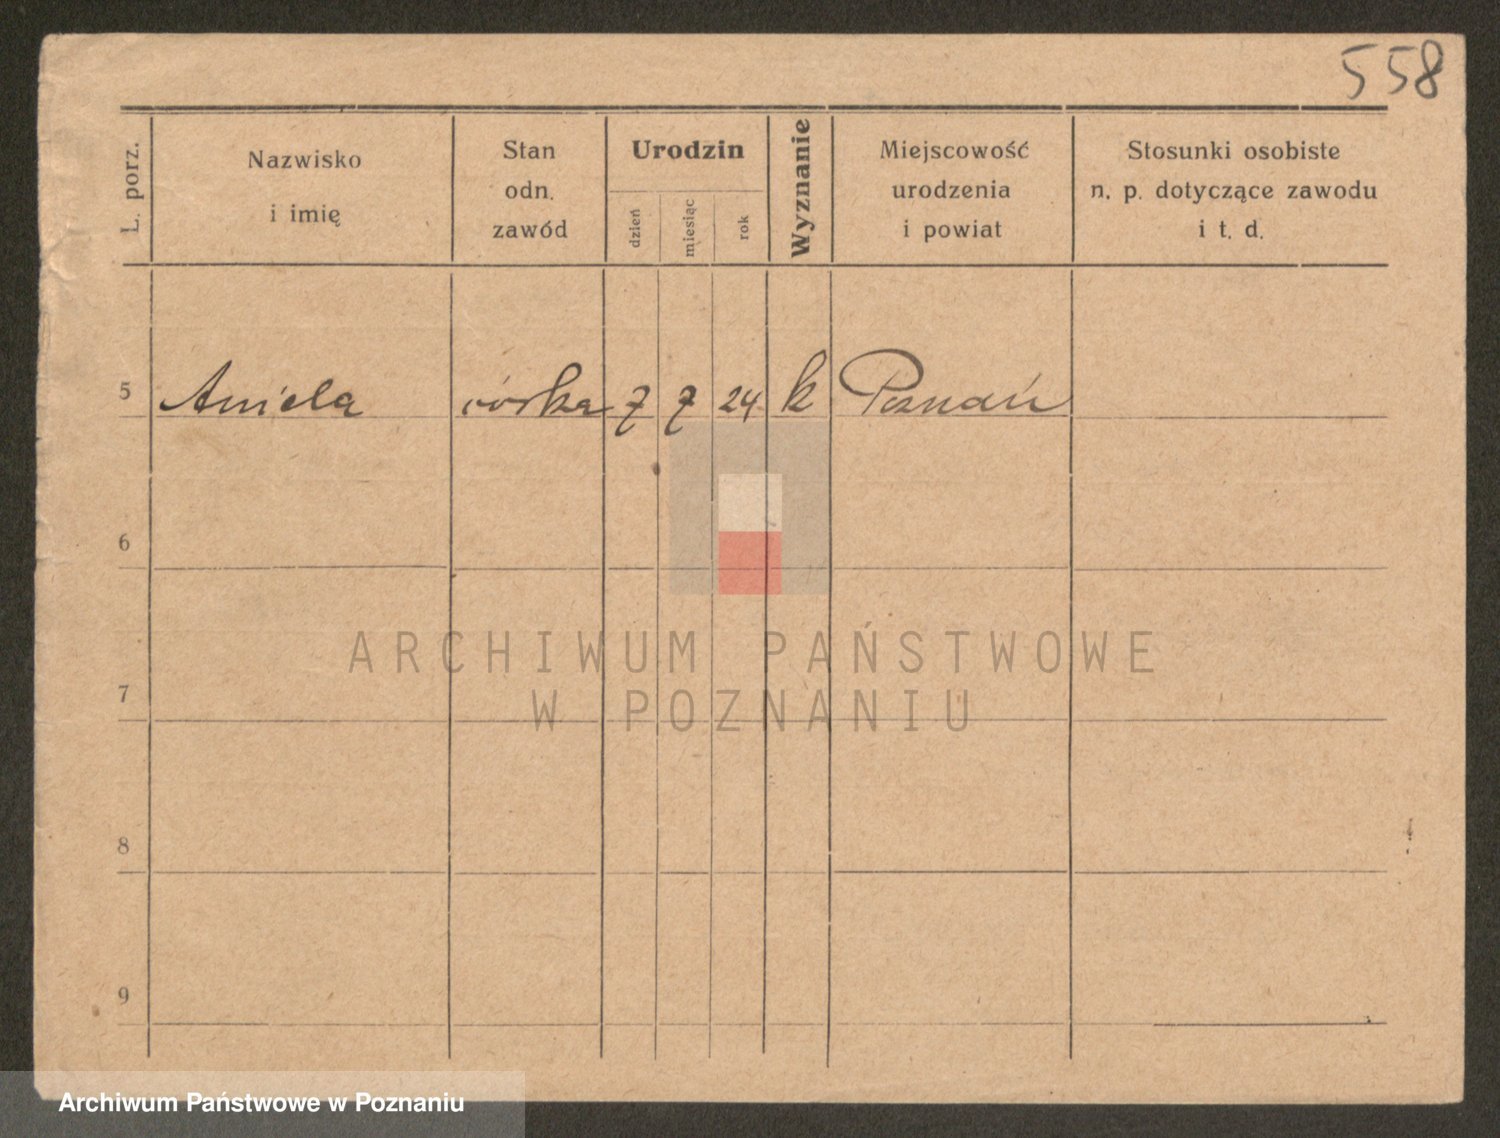 558
L. porz.
Nazwisko
i imię
Stan
odn.
zawód
Urodzin
dzień
miesiąc
rok
Wyznanie
Miejscowość
urodzenia
i powiat
Stosunki osobiste
n. p. dotyczące zawodu
i t. d.
5 Aniela córka 7 7 24 k Poznań
6
7
8
9
ARCHIWUM PAŃSTWOWE
W POZNANIU
Archiwum Państwowe w Poznaniu